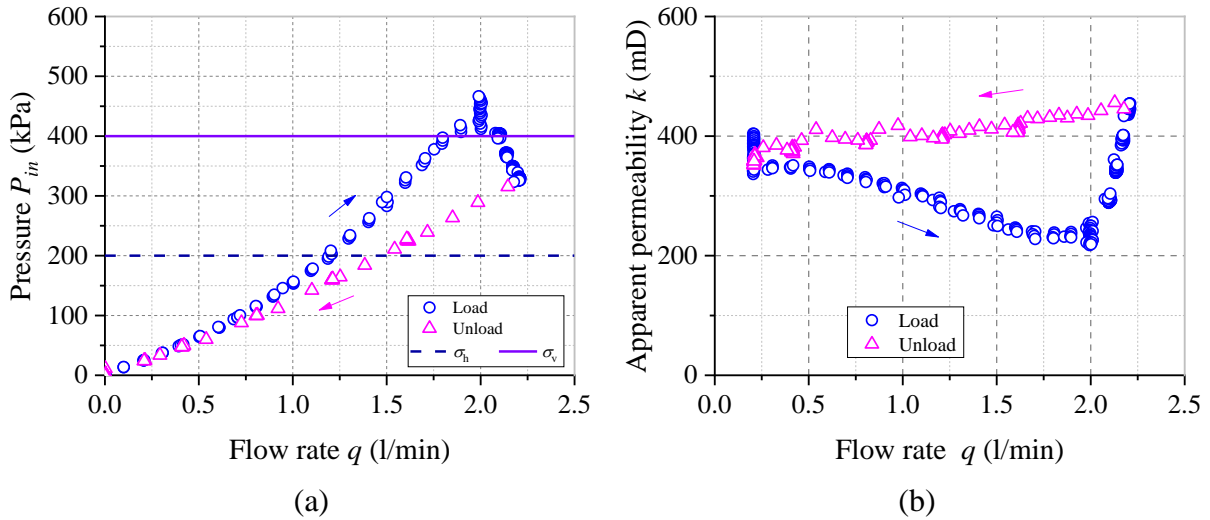 600
500
400
300
200
100
0
Pressure P_in (kPa)
Load
Unload
σ_h σ_v
0.0 0.5 1.0 1.5 2.0 2.5
Flow rate q (l/min)
(a)
600
400
200
0
Apparent permeability k (mD)
Load
Unload
0.0 0.5 1.0 1.5 2.0 2.5
Flow rate q (l/min)
(b)